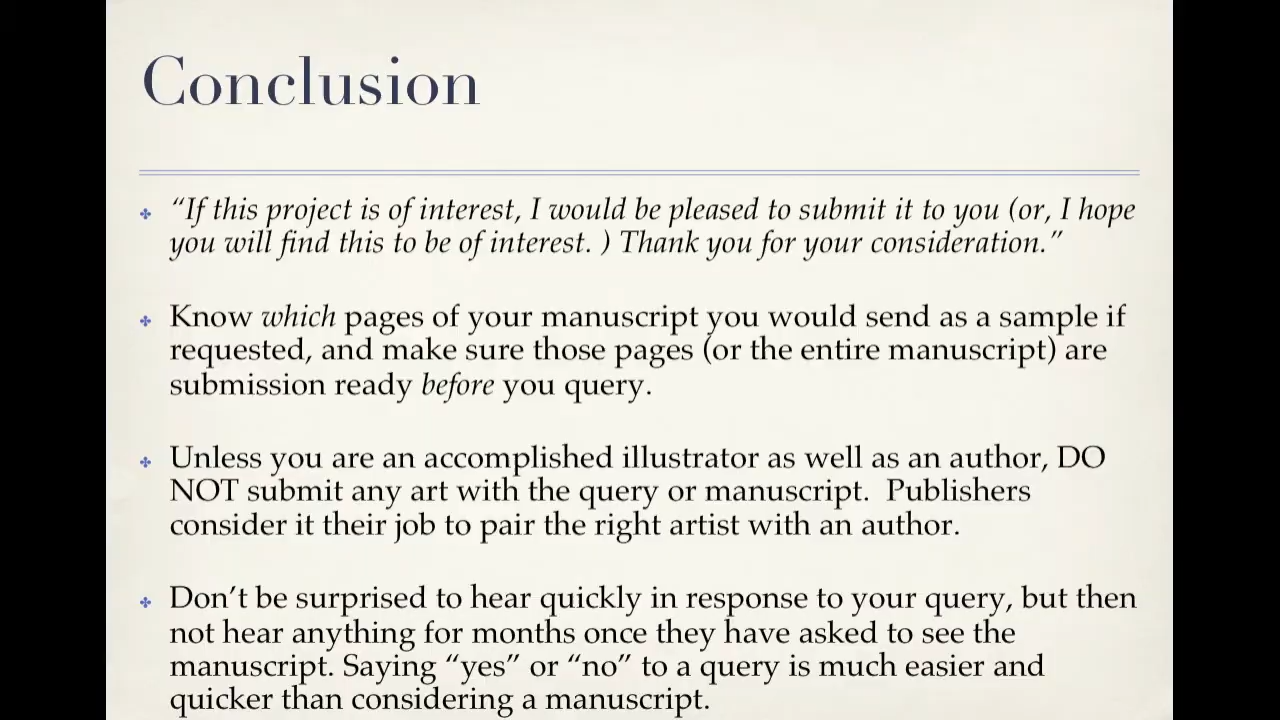 Conclusion
“If this project is of interest, I would be pleased to submit it to you (or, I hope
you will find this to be of interest. ) Thank you for your consideration.”
Know which pages of your manuscript you would send as a sample if
requested, and make sure those pages (or the entire manuscript) are
submission ready before you query.
Unless you are an accomplished illustrator as well as an author, DO
NOT submit any art with the query or manuscript.  Publishers
consider it their job to pair the right artist with an author.
Don’t be surprised to hear quickly in response to your query, but then
not hear anything for months once they have asked to see the
manuscript. Saying “yes” or “no” to a query is much easier and
quicker than considering a manuscript.